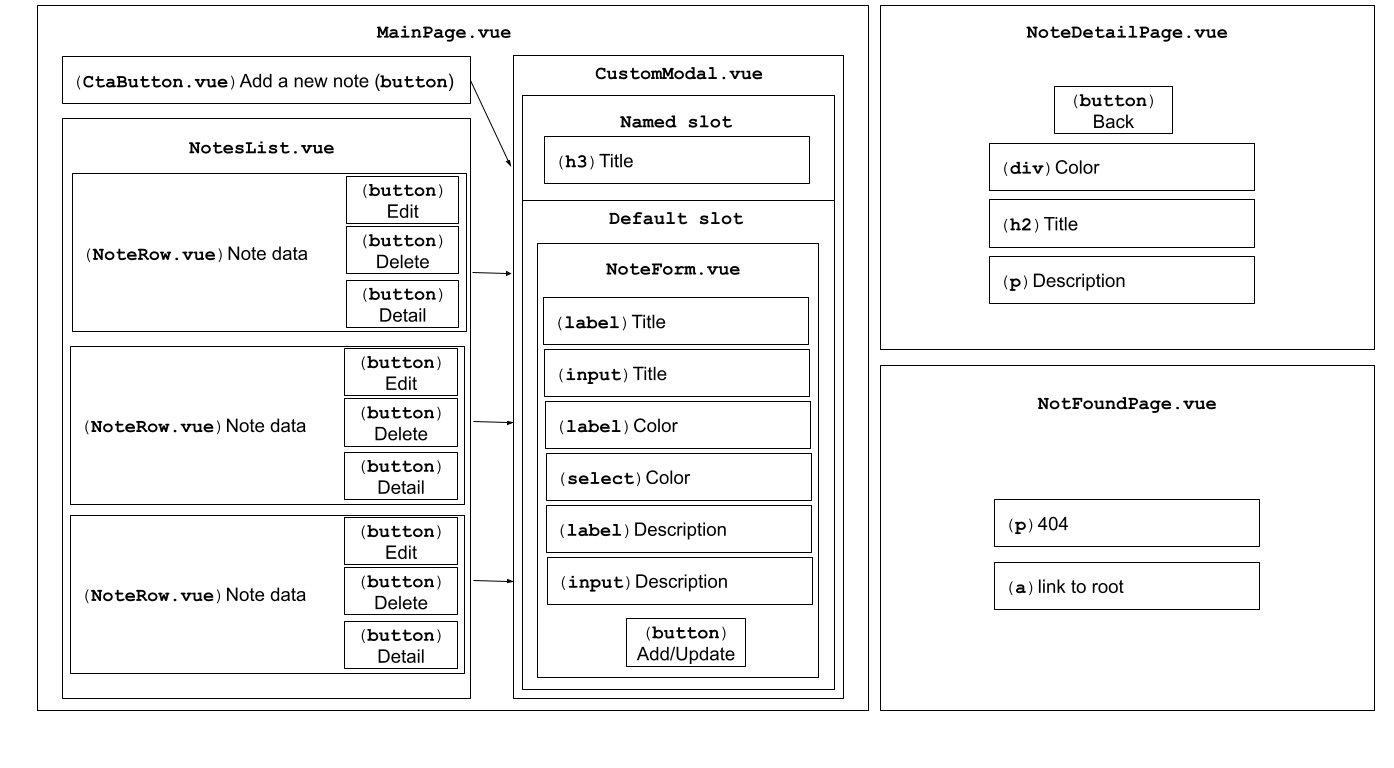 MainPage.vue
(CtaButton.vue) Add a new note (button)
NotesList.vue
(NoteRow.vue) Note data
(button)
Edit
(button)
Delete
(button)
Detail
(NoteRow.vue) Note data
(button)
Edit
(button)
Delete
(button)
Detail
(NoteRow.vue) Note data
(button)
Edit
(button)
Delete
(button)
Detail
CustomModal.vue
Named slot
(h3) Title
Default slot
NoteForm.vue
(label) Title
(input) Title
(label) Color
(select) Color
(label) Description
(input) Description
(button)
Add/Update
NoteDetailPage.vue
(button)
Back
(div) Color
(h2) Title
(p) Description
NotFoundPage.vue
(p) 404
(a) link to root